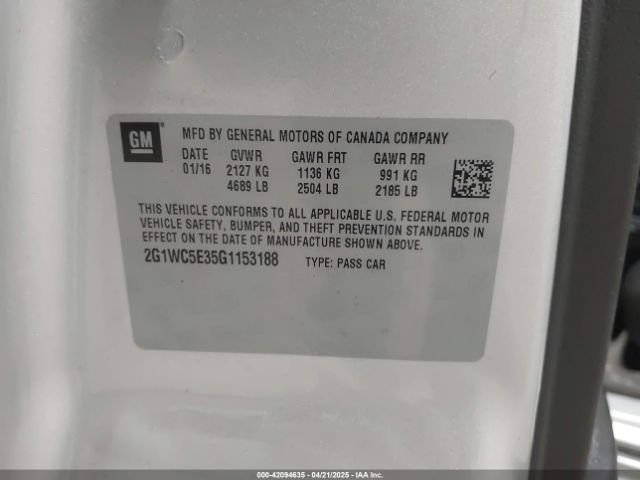 GM ®
MFD BY GENERAL MOTORS OF CANADA COMPANY
DATE GVWR GAWR FRT GAWR RR
01/16 2127 KG 1136 KG 991 KG
4689 LB 2504 LB 2185 LB
THIS VEHICLE CONFORMS TO ALL APPLICABLE U.S. FEDERAL MOTOR
VEHICLE SAFETY, BUMPER, AND THEFT PREVENTION STANDARDS IN
EFFECT ON THE DATE OF MANUFACTURE SHOWN ABOVE.
2G1WC5E35G1153188 TYPE: PASS CAR
000-42094635 - 04/21/2025 - IAA Inc.